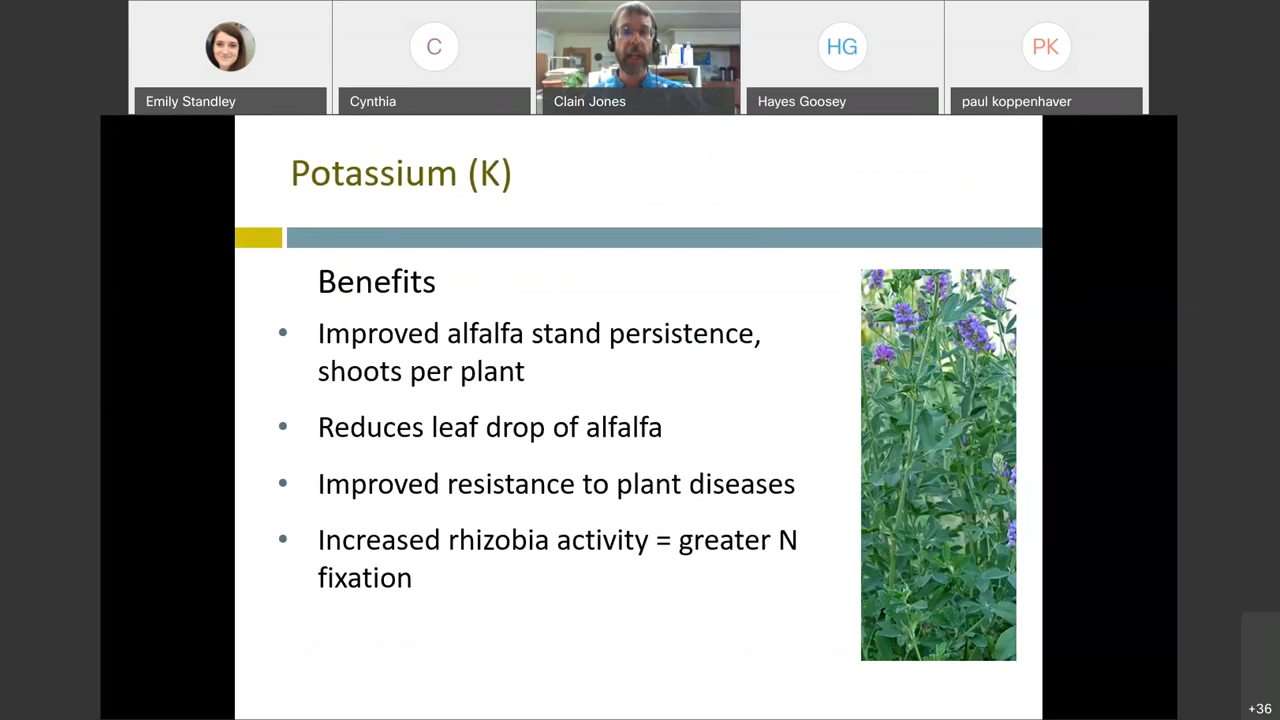 C
HG
PK
Emily Standley
Cynthia
Clain Jones
Hayes Goosey
paul koppenhaver
Potassium (K)
Benefits
• Improved alfalfa stand persistence,
shoots per plant
• Reduces leaf drop of alfalfa
• Improved resistance to plant diseases
• Increased rhizobia activity = greater N
fixation
+36